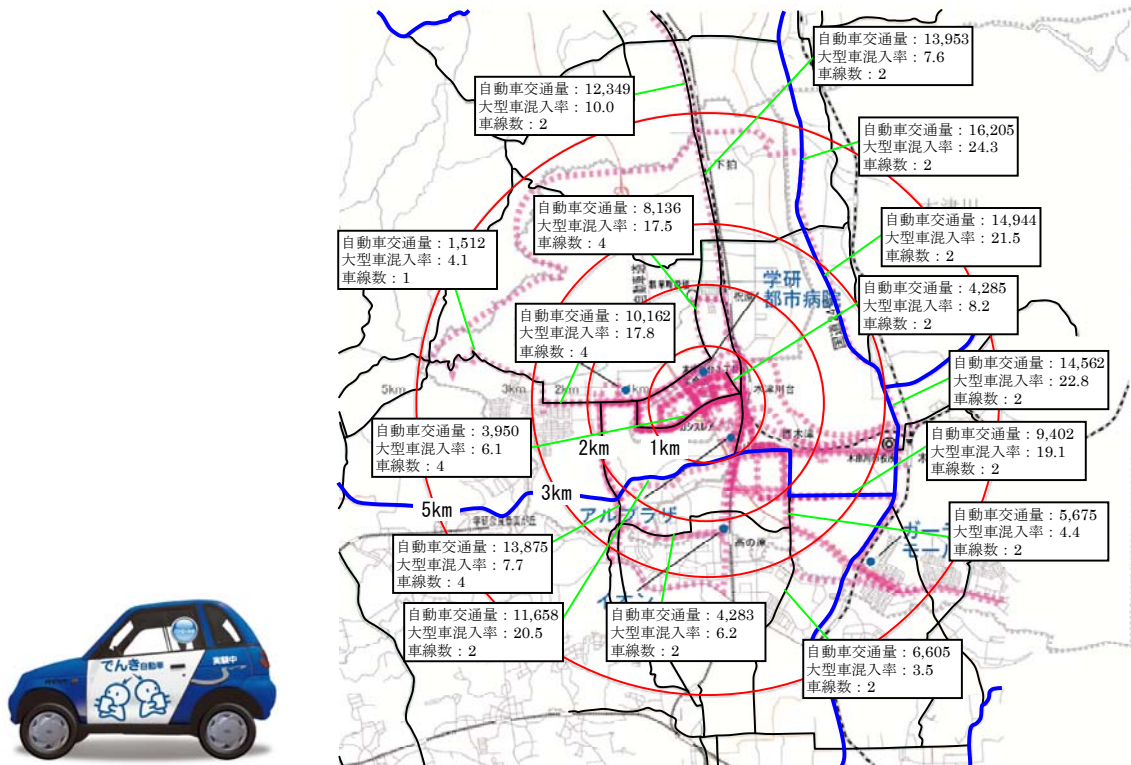 自動車交通量：13,953
大型車混入率：7.6
車線数：2
自動車交通量：12,349
大型車混入率：10.0
車線数：2
自動車交通量：16,205
大型車混入率：24.3
車線数：2
下狛
自動車交通量：8,136
大型車混入率：17.5
車線数：4
自動車交通量：14,944
大型車混入率：21.5
車線数：2
自動車交通量：1,512
大型車混入率：4.1
車線数：1
学研
都市病院
自動車交通量：4,285
大型車混入率：8.2
車線数：2
自動車交通量：10,162
大型車混入率：17.8
車線数：4
自動車交通量：14,562
大型車混入率：22.8
車線数：2
5km
3km
2km
1km
木津川台
自動車交通量：3,950
大型車混入率：6.1
車線数：4
西木津
自動車交通量：9,402
大型車混入率：19.1
車線数：2
2km
1km
3km
5km
アルプラザ
自動車交通量：5,675
大型車混入率：4.4
車線数：2
高の原
自動車交通量：13,875
大型車混入率：7.7
車線数：4
イオン
自動車交通量：11,658
大型車混入率：20.5
車線数：2
自動車交通量：4,283
大型車混入率：6.2
車線数：2
自動車交通量：6,605
大型車混入率：3.5
車線数：2
でんき自動車
実験中